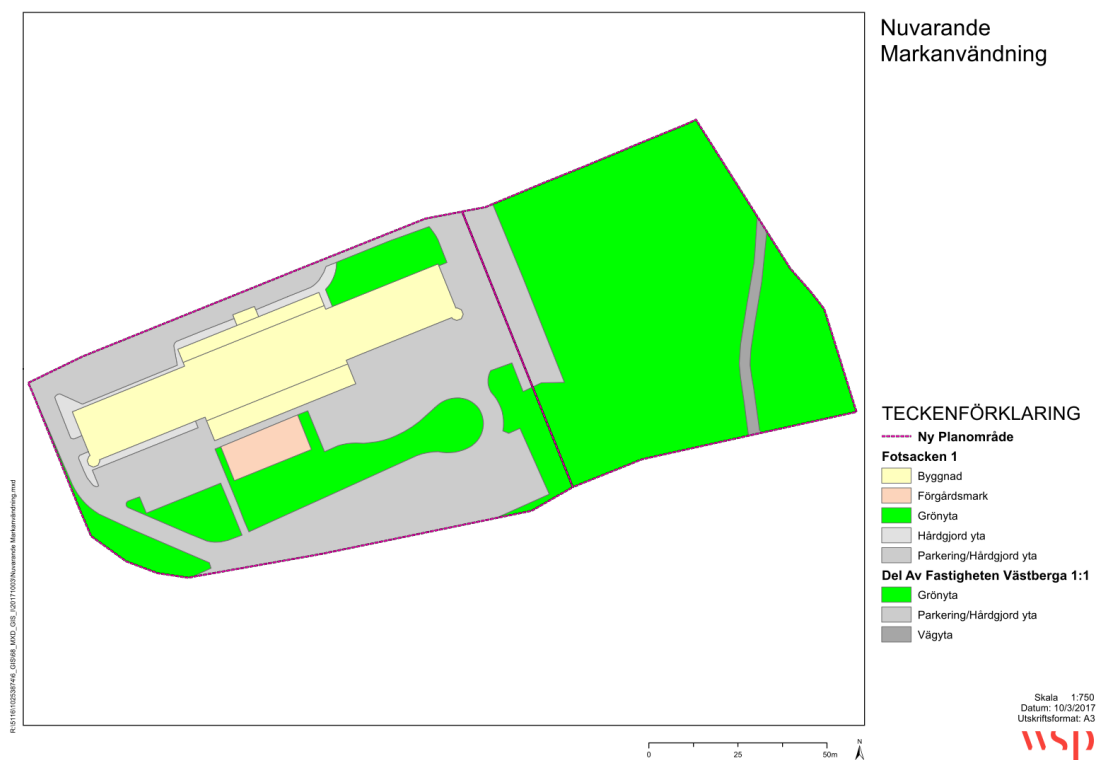 Nuvarande
Markanvändning
TECKENFÖRKLARING
Ny Planområde
Fotsacken 1
Byggnad
Förgårdsmark
Grönyta
Hårdgjord yta
Parkering/Hårdgjord yta
Del Av Fastigheten Västberga 1:1
Grönyta
Parkering/Hårdgjord yta
Vägyta
Skala 1:750
Datum: 10/3/2017
Utskriftsformat: A3
wsp
N
0 25 50m